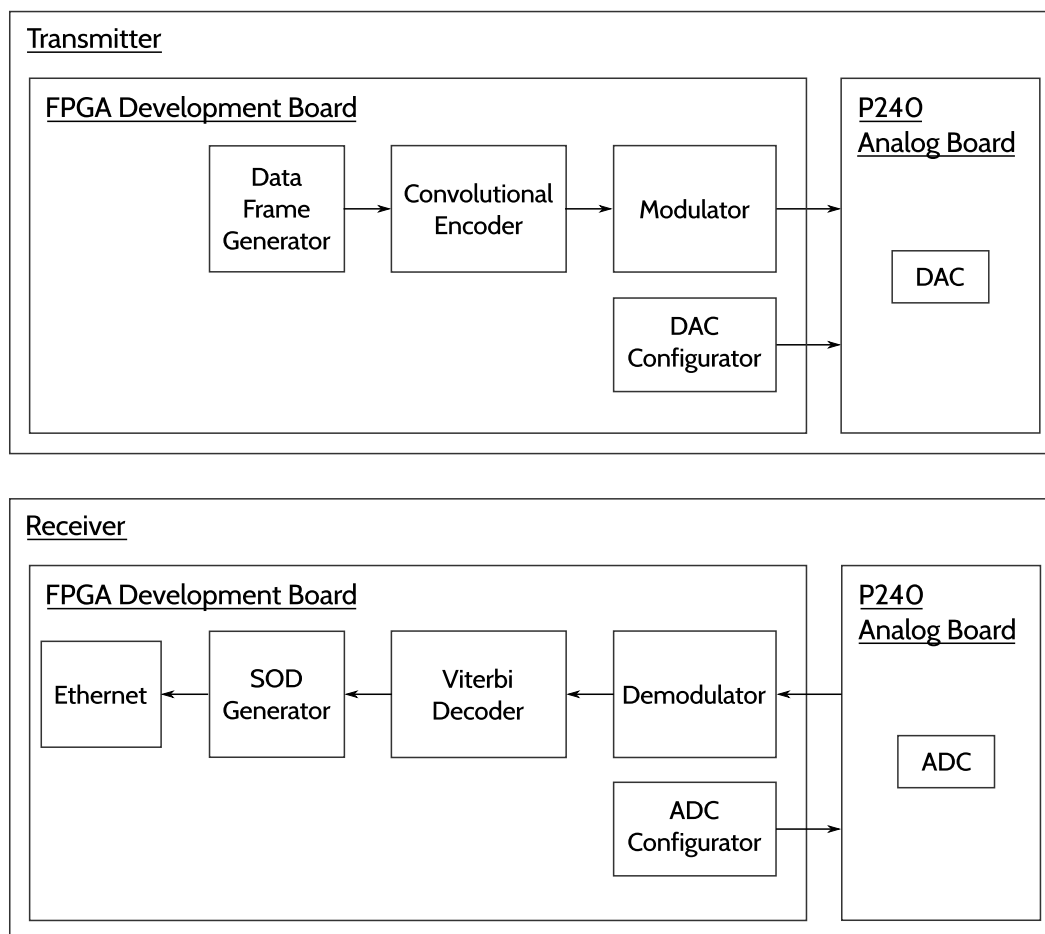 Transmitter
FPGA Development Board
Data
Frame
Generator
Convolutional
Encoder
Modulator
DAC
Configurator
P240
Analog Board
DAC
Receiver
FPGA Development Board
Ethernet
SOD
Generator
Viterbi
Decoder
Demodulator
ADC
Configurator
P240
Analog Board
ADC